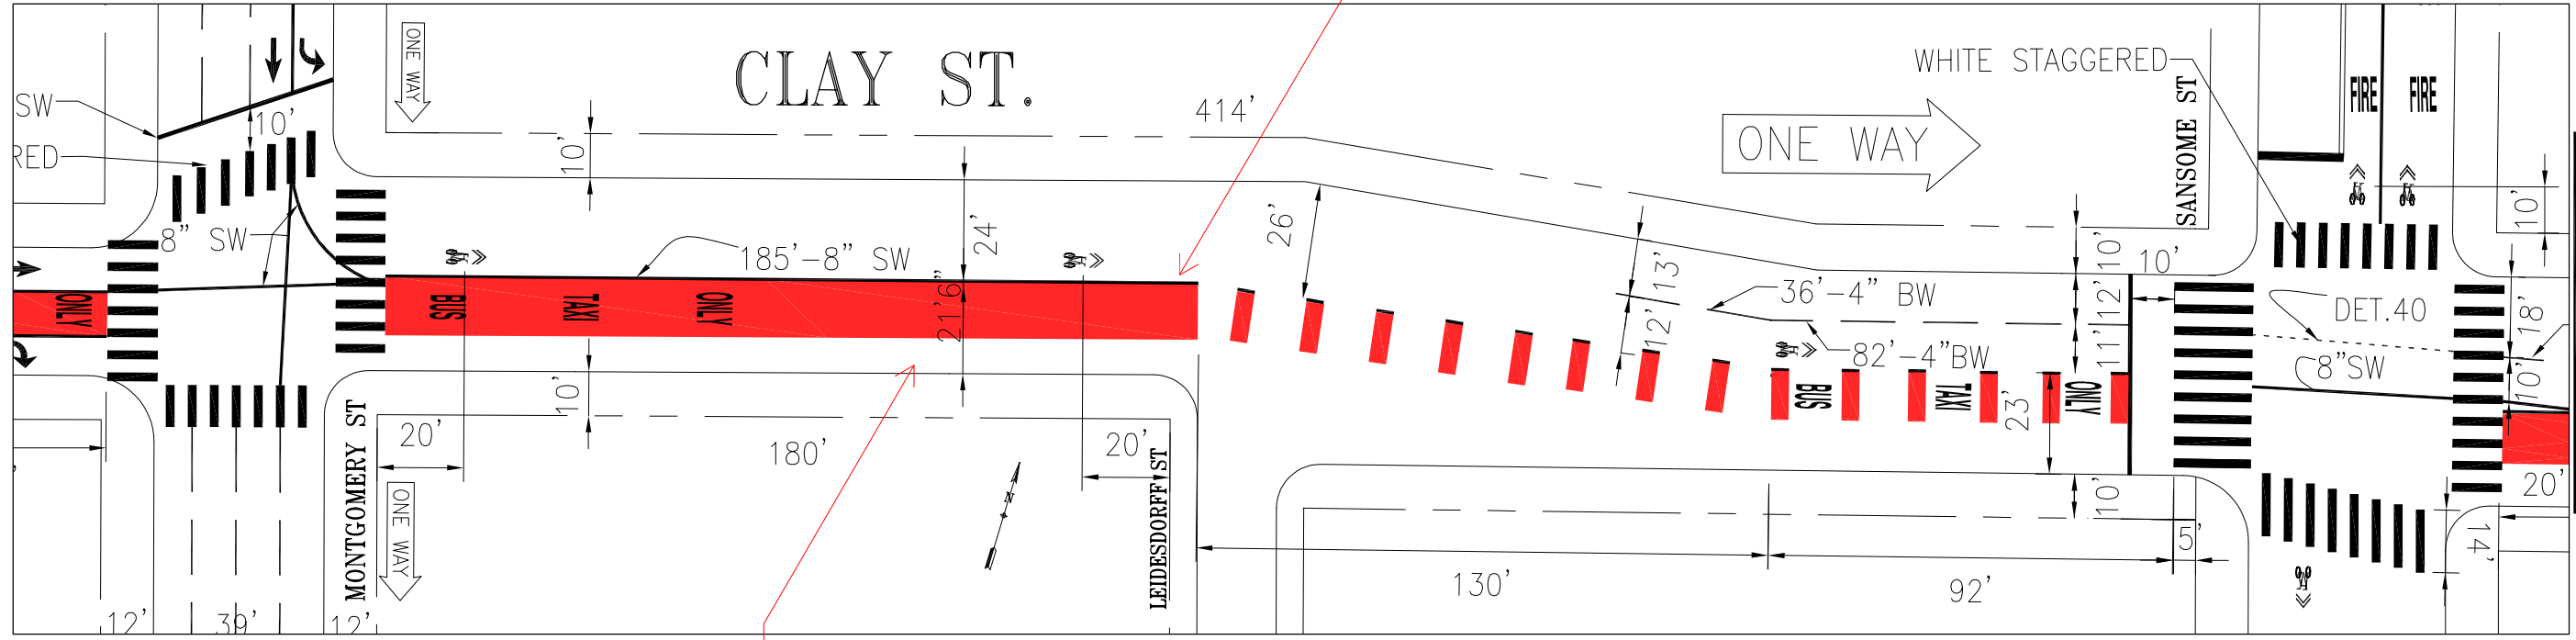 CLAY ST.
ONE WAY
414'
WHITE STAGGERED
SANSOME ST
FIRE
FIRE
SW
10'
RED
8" SW
10'
24'
185'-8" SW
26'
ONE WAY
10'
10'
10'
ONLY
BUS
TAXI
ONLY
21'6"
13'
12'
36'-4" BW
82'-4"BW
12'
11'
BUS
TAXI
ONLY
23'
DET.40
8"SW
18'
10'
MONTGOMERY ST
20'
10'
180'
20'
LEIDESDORFF ST
N
ONE WAY
10'
5'
20'
14'
130'
92'
12'
39'
12'